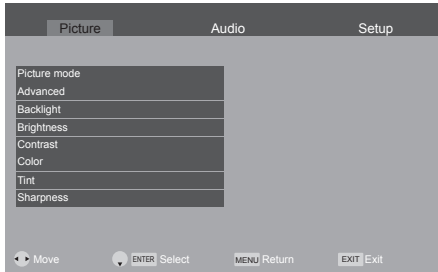 Picture Audio Setup
Picture mode
Advanced
Backlight
Brightness
Contrast
Color
Tint
Sharpness
Move ENTER Select MENU Return EXIT Exit